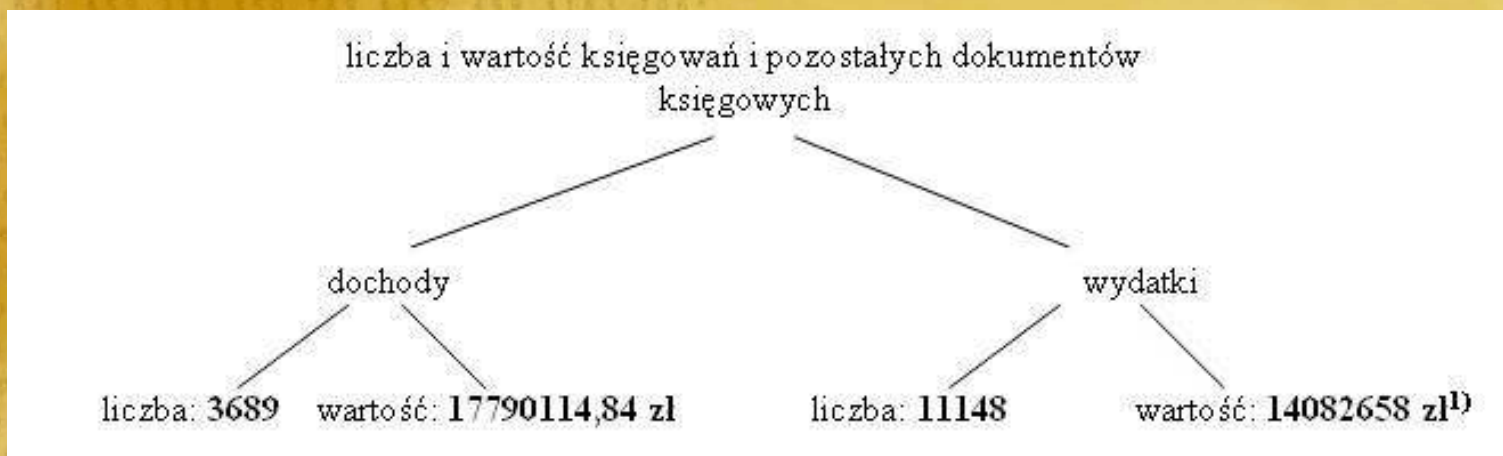 liczba i wartość księgowań i pozostałych dokumentów
księgowych
dochody
wydatki
liczba: 3689
wartość: 17790114,84 zł
liczba: 11148
wartość: 14082658 zł1)